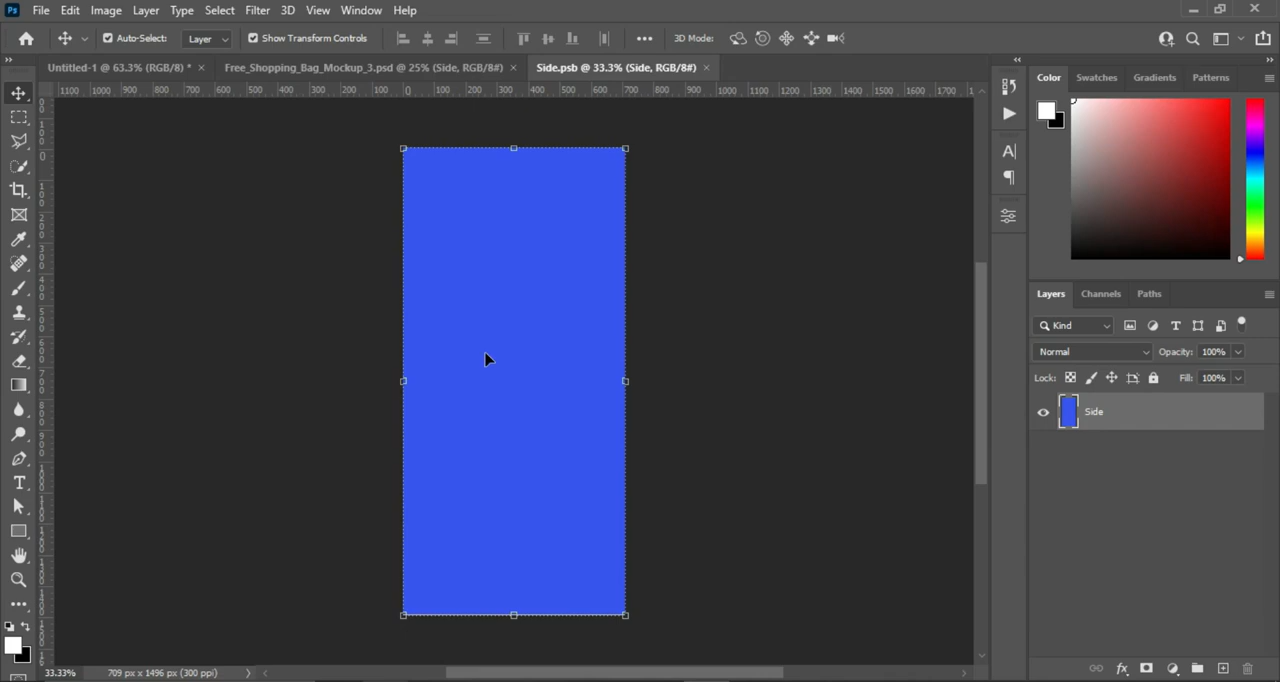 Ps File Edit Image Layer Type Select Filter 3D View Window Help
Auto-Select: Layer Show Transform Controls ••• 3D Mode:
Untitled-1 @ 63.3% (RGB/8) * × Free_Shopping_Bag_Mockup_3.psd @ 25% (Side, RGB/8#) × Side.psb @ 33.3% (Side, RGB/8#) ×
1100 1000 900 800 700 600 500 400 300 200 100 0 100 200 300 400 500 600 700 800 900 1000 1100 1200 1300 1400 1500 1600 1700
Color Swatches Gradients Patterns
Layers Channels Paths
Kind
Normal Opacity: 100%
Lock: Fill: 100%
Side
33.33% 709 px x 1496 px (300 ppi)